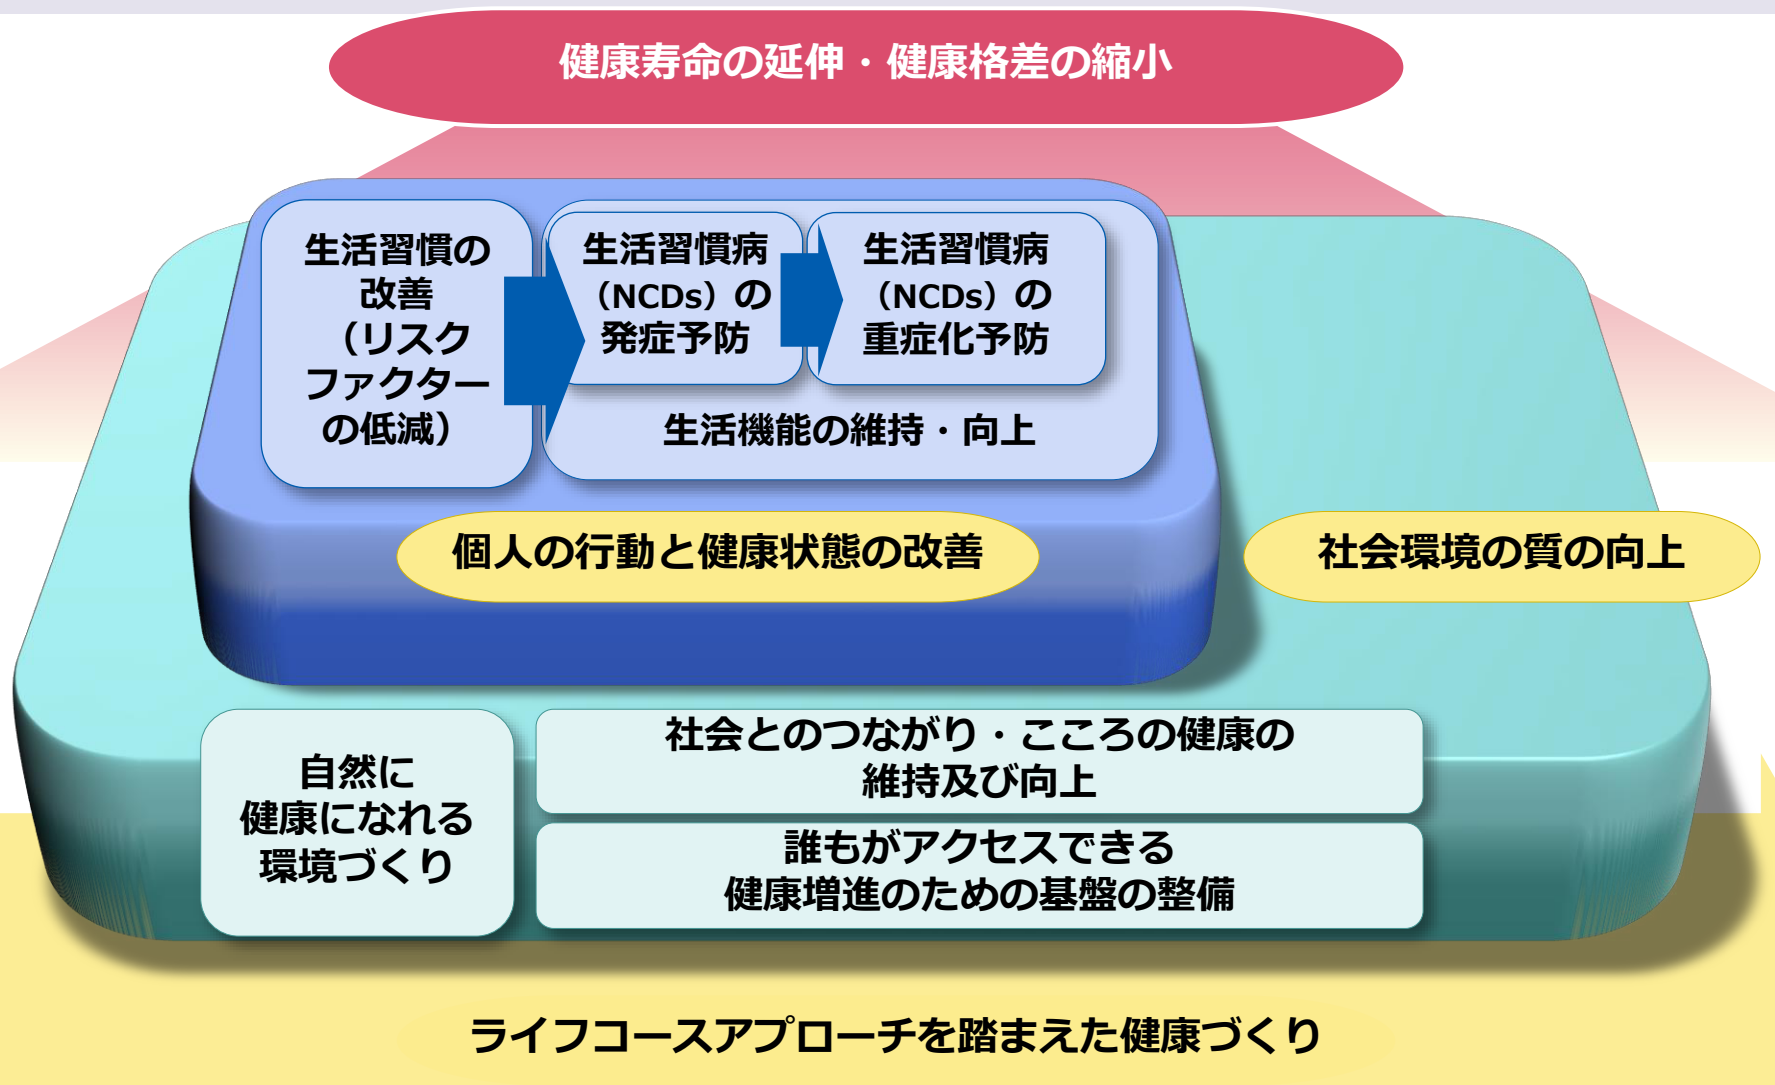 健康寿命の延伸・健康格差の縮小
生活習慣の
改善
（リスク
ファクター
の低減）
生活習慣病
（NCDs）の
発症予防
生活習慣病
（NCDs）の
重症化予防
生活機能の維持・向上
個人の行動と健康状態の改善
社会環境の質の向上
自然に
健康になれる
環境づくり
社会とのつながり・こころの健康の
維持及び向上
誰もがアクセスできる
健康増進のための基盤の整備
ライフコースアプローチを踏まえた健康づくり